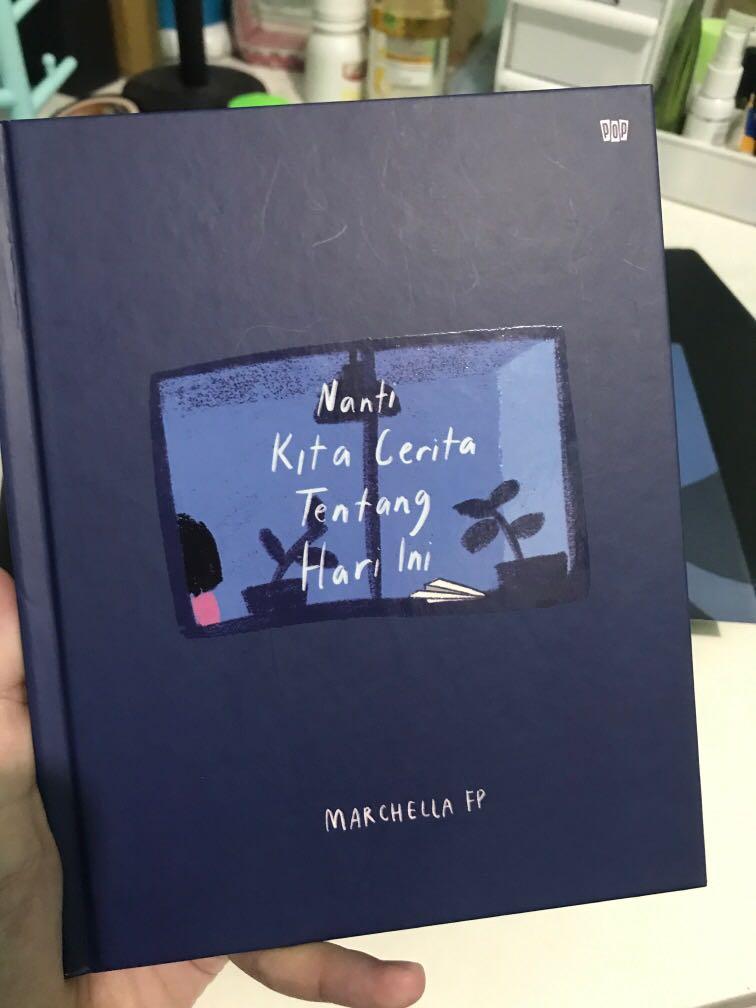 POP
Nanti
Kita Cerita
Tentang
Hari Ini
MARCHELLA FP